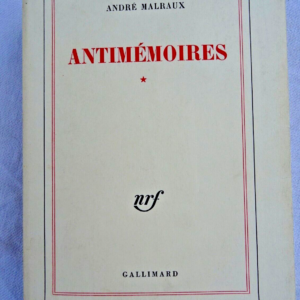 ANDRÉ MALRAUX
ANTIMÉMOIRES
*
nrf
GALLIMARD